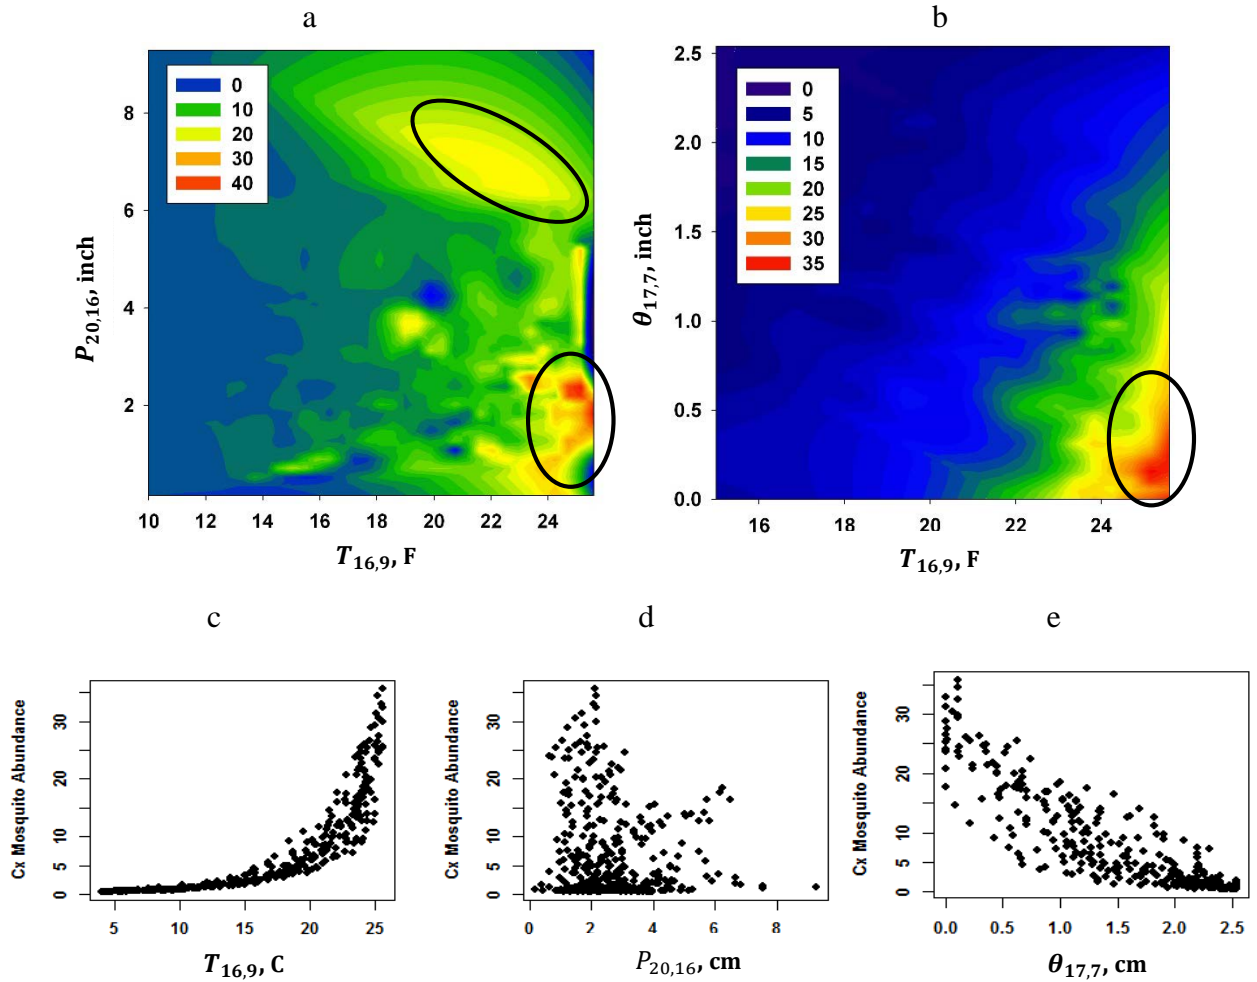 a
b
0
10
20
30
40
8
6
4
2
P20,16, inch
10 12 14 16 18 20 22 24
T16,9, F
0
5
10
15
20
25
30
35
2.5
2.0
1.5
1.0
0.5
0.0
θ17,7, inch
16 18 20 22 24
T16,9, F
c
d
e
Cx Mosquito Abundance
30
20
10
5
0
5 10 15 20 25
T16,9, C
Cx Mosquito Abundance
30
20
10
5
0
0 2 4 6 8
P20,16, cm
Cx Mosquito Abundance
30
20
10
5
0
0.0 0.5 1.0 1.5 2.0 2.5
θ17,7, cm